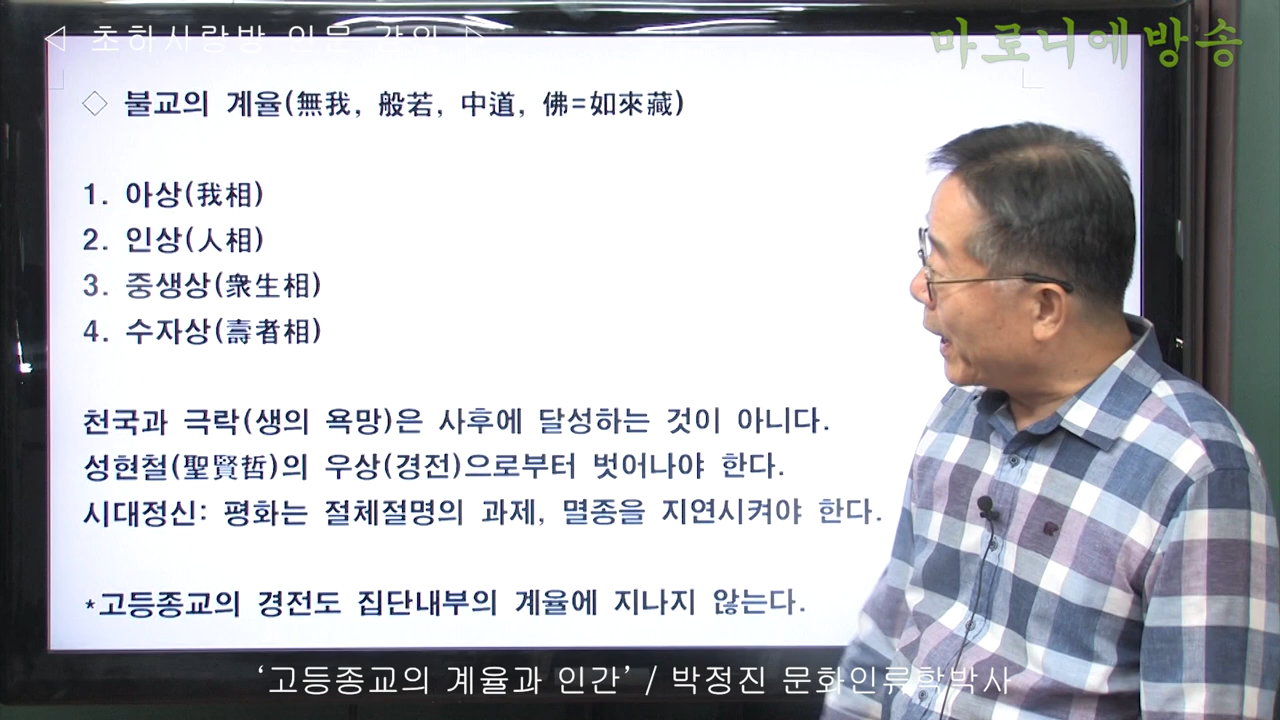 ◁ 초하사랑방 인문 강의 ▷
마로니에방송
◇ 불교의 계율(無我, 般若, 中道, 佛=如來藏)
1. 아상(我相)
2. 인상(人相)
3. 중생상(衆生相)
4. 수자상(壽者相)
천국과 극락(생의 욕망)은 사후에 달성하는 것이 아니다.
성현철(聖賢哲)의 우상(경전)으로부터 벗어나야 한다.
시대정신: 평화는 절체절명의 과제, 멸종을 지연시켜야 한다.
*고등종교의 경전도 집단내부의 계율에 지나지 않는다.
‘고등종교의 계율과 인간’ / 박정진 문화인류학박사